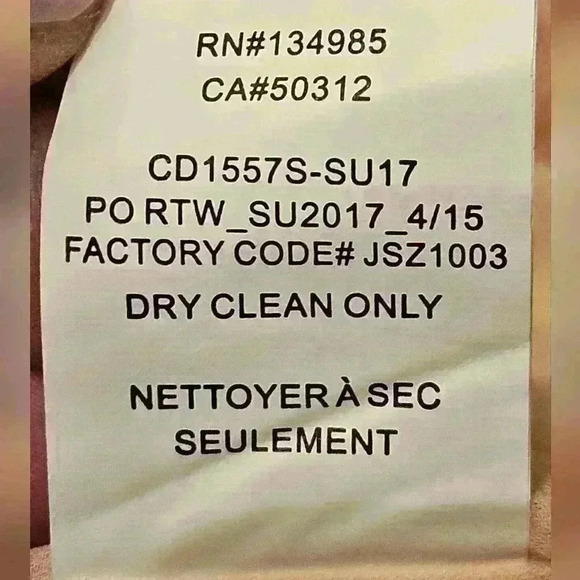 RN#134985
CA#50312
CD1557S-SU17
PO RTW_SU2017_4/15
FACTORY CODE# JSZ1003
DRY CLEAN ONLY
NETTOYER À SEC
SEULEMENT